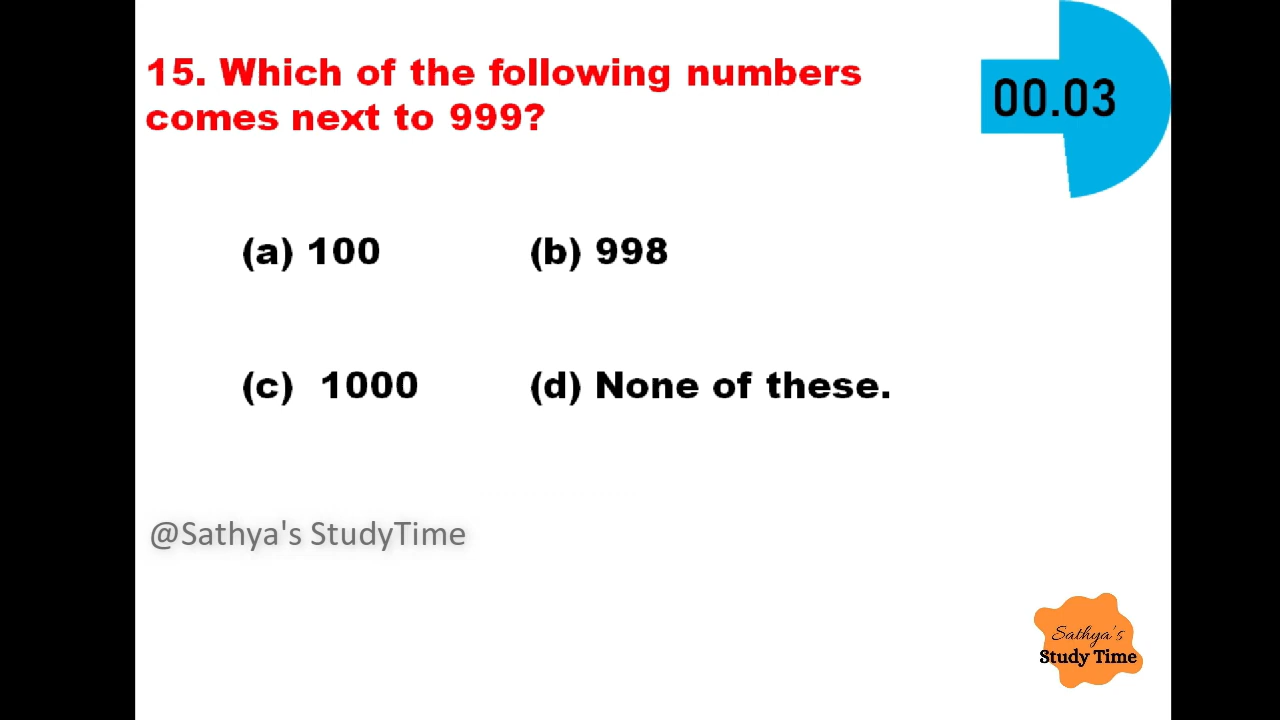 15. Which of the following numbers
comes next to 999?
00.03
(a) 100 (b) 998
(c) 1000 (d) None of these.
@Sathya's StudyTime
Sathya's
Study Time